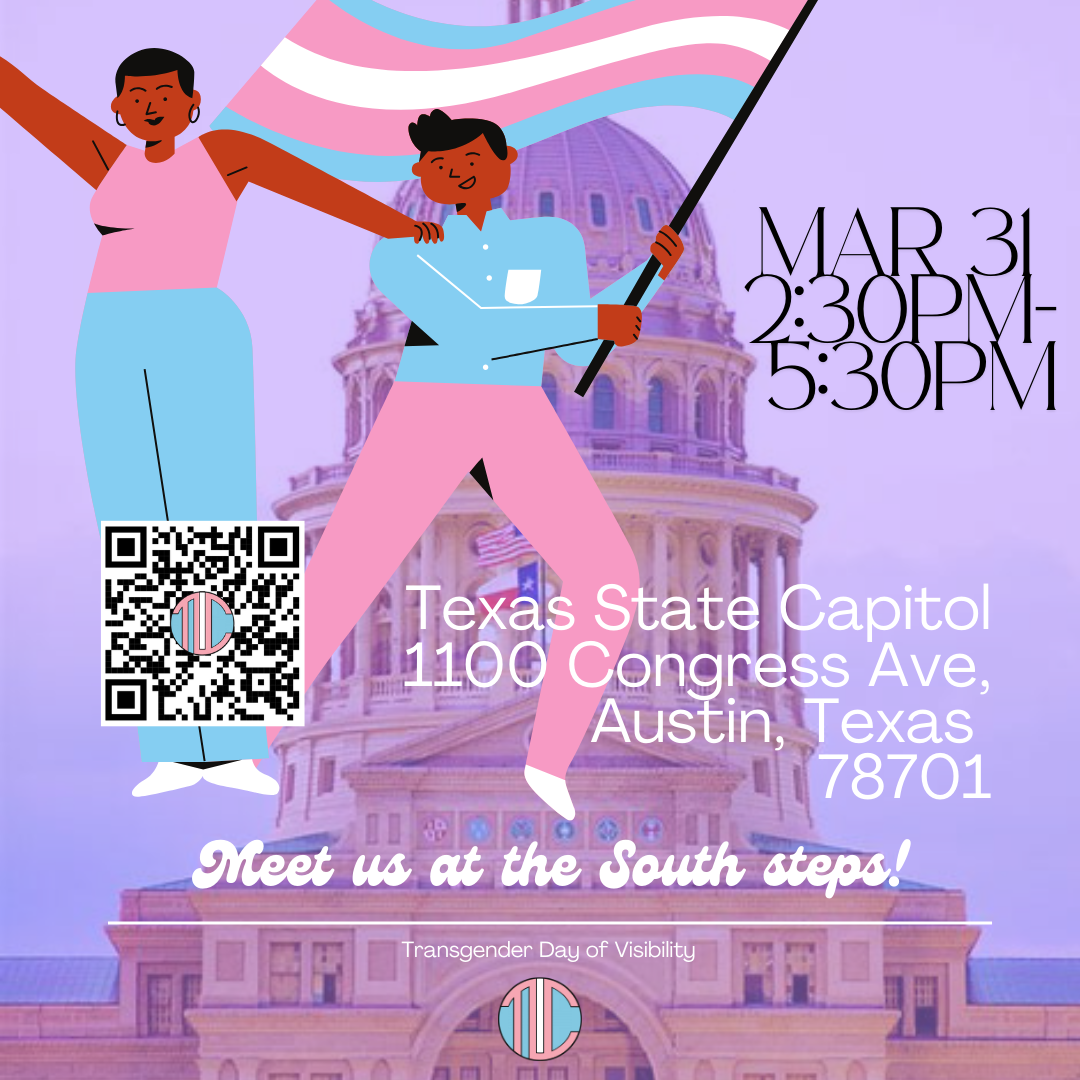 MAR 31
2:30PM-
5:30PM
Texas State Capitol
1100 Congress Ave,
Austin, Texas
78701
Meet us at the South steps!
Transgender Day of Visibility